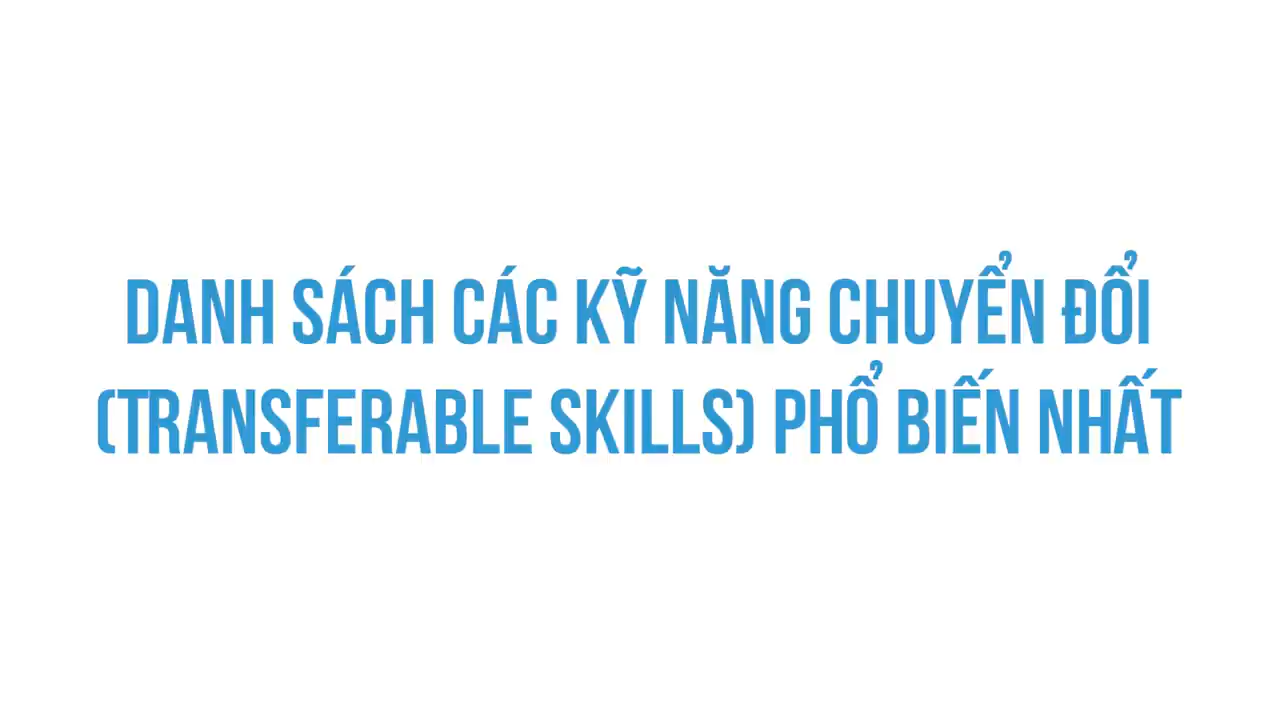 DANH SÁCH CÁC KỸ NĂNG CHUYỂN ĐỔI
(TRANSFERABLE SKILLS) PHỔ BIẾN NHẤT